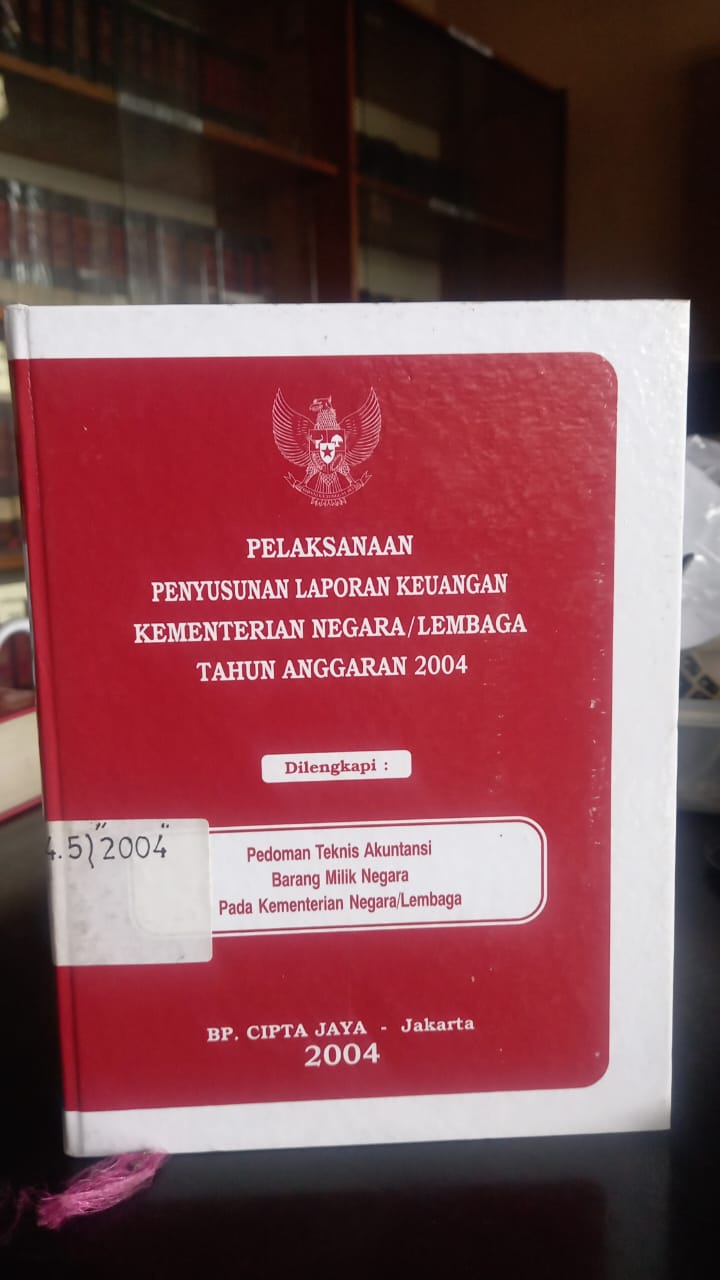 PELAKSANAAN
PENYUSUNAN LAPORAN KEUANGAN
KEMENTERIAN NEGARA/LEMBAGA
TAHUN ANGGARAN 2004
Dilengkapi :
4.5) "2004"
Pedoman Teknis Akuntansi
Barang Milik Negara
Pada Kementerian Negara/Lembaga
BP. CIPTA JAYA - Jakarta
2004